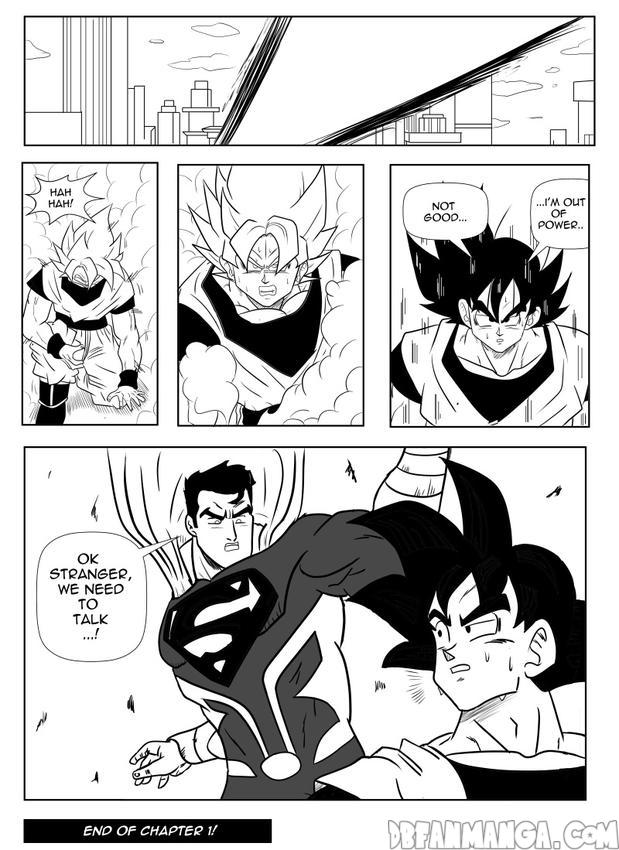 HAH
HAH!
NOT
GOOD...
...I'M OUT
OF
POWER..
OK
STRANGER,
WE NEED
TO
TALK
...!
S
END OF CHAPTER 1!
DBFANMANGA.COM